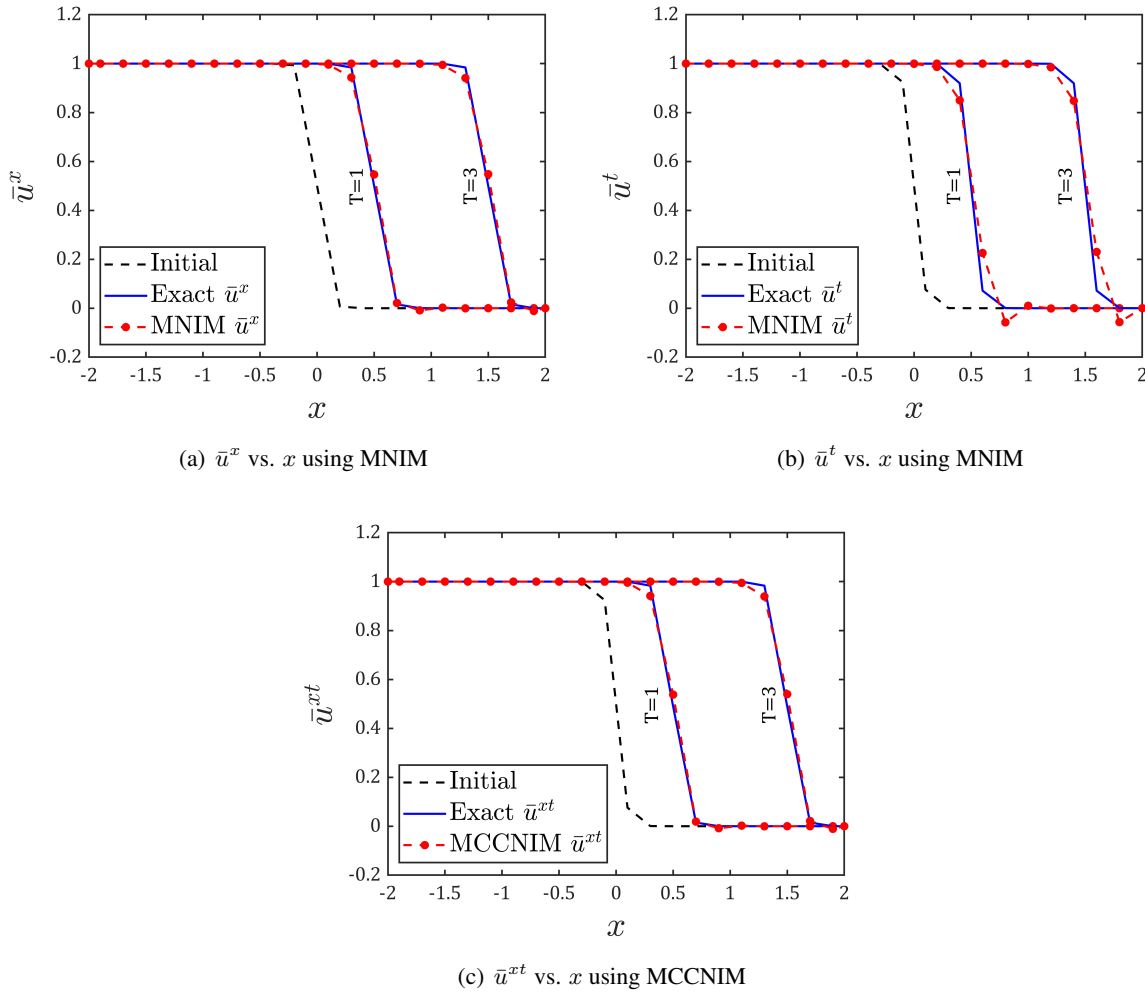 1.2
1
0.8
0.6
0.4
0.2
0
-0.2
ū^x
T=1
T=3
Initial
Exact ū^x
MNIM ū^x
-2 -1.5 -1 -0.5 0 0.5 1 1.5 2
x
(a) ū^x vs. x using MNIM
1.2
1
0.8
0.6
0.4
0.2
0
-0.2
ū^t
T=1
T=3
Initial
Exact ū^t
MNIM ū^t
-2 -1.5 -1 -0.5 0 0.5 1 1.5 2
x
(b) ū^t vs. x using MNIM
1.2
1
0.8
0.6
0.4
0.2
0
-0.2
ū^xt
T=1
T=3
Initial
Exact ū^xt
MCCNIM ū^xt
-2 -1.5 -1 -0.5 0 0.5 1 1.5 2
x
(c) ū^xt vs. x using MCCNIM